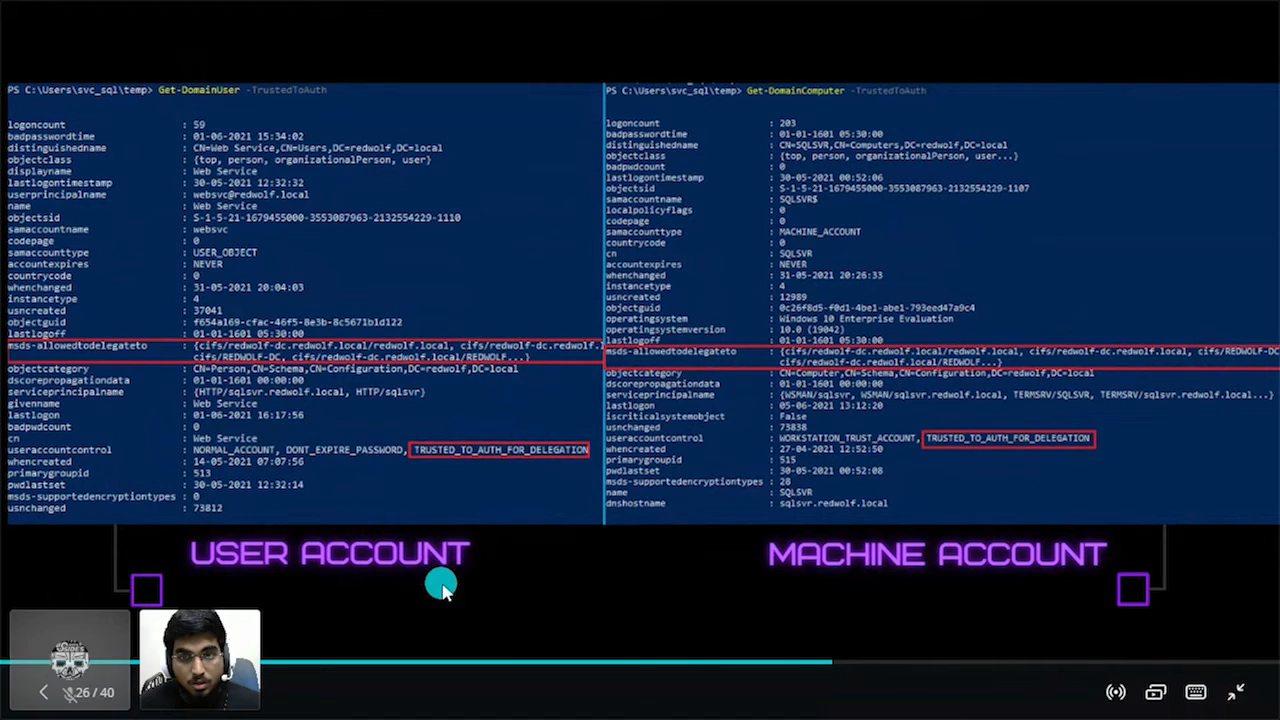 PS C:\Users\svc_sql\temp> Get-DomainUser -TrustedToAuth
logoncount : 59
badpasswordtime : 01-06-2021 15:34:02
distinguishedname : CN=Web Service,CN=Users,DC=redwolf,DC=local
objectclass : {top, person, organizationalPerson, user}
displayname : Web Service
lastlogontimestamp : 30-05-2021 12:32:32
userprincipalname : websvc@redwolf.local
name : Web Service
objectsid : S-1-5-21-1679455000-3553087963-2132554229-1110
samaccountname : websvc
codepage : 0
samaccounttype : USER_OBJECT
accountexpires : NEVER
countrycode : 0
whenchanged : 31-05-2021 20:04:03
instancetype : 4
usncreated : 37041
objectguid : f654a169-cfac-46f5-8e3b-8c5671b1d122
lastlogoff : 01-01-1601 05:30:00
msds-allowedtodelegateto : {cifs/redwolf-dc.redwolf.local/redwolf.local, cifs/redwolf-dc.redwolf.
cifs/REDWOLF-DC, cifs/redwolf-dc.redwolf.local/REDWOLF...}
objectcategory : CN=Person,CN=Schema,CN=Configuration,DC=redwolf,DC=local
dscorepropagationdata : 01-01-1601 00:00:00
serviceprincipalname : {HTTP/sqlsvr.redwolf.local, HTTP/sqlsvr}
givenname : Web Service
lastlogon : 01-06-2021 16:17:56
badpwdcount : 0
cn : Web Service
useraccountcontrol : NORMAL_ACCOUNT, DONT_EXPIRE_PASSWORD, TRUSTED_TO_AUTH_FOR_DELEGATION
whencreated : 14-05-2021 07:07:56
primarygroupid : 513
pwdlastset : 30-05-2021 12:32:14
msds-supportedencryptiontypes : 0
usnchanged : 73812
USER ACCOUNT
PS C:\Users\svc_sql\temp> Get-DomainComputer -TrustedToAuth
logoncount : 203
badpasswordtime : 01-01-1601 05:30:00
distinguishedname : CN=SQLSVR,CN=Computers,DC=redwolf,DC=local
objectclass : {top, person, organizationalPerson, user...}
badpwdcount : 0
lastlogontimestamp : 30-05-2021 00:52:06
objectsid : S-1-5-21-1679455000-3553087963-2132554229-1107
samaccountname : SQLSVR$
localpolicyflags : 0
codepage : 0
samaccounttype : MACHINE_ACCOUNT
countrycode : 0
cn : SQLSVR
accountexpires : NEVER
whenchanged : 31-05-2021 20:26:33
instancetype : 4
usncreated : 12989
objectguid : 0c26f8d5-f0d1-4be1-abe1-793eed47a9c4
operatingsystem : Windows 10 Enterprise Evaluation
operatingsystemversion : 10.0 (19042)
lastlogoff : 01-01-1601 05:30:00
msds-allowedtodelegateto : {cifs/redwolf-dc.redwolf.local/redwolf.local, cifs/redwolf-dc.redwolf.local, cifs/REDWOLF-DC
cifs/redwolf-dc.redwolf.local/REDWOLF...}
objectcategory : CN=Computer,CN=Schema,CN=Configuration,DC=redwolf,DC=local
dscorepropagationdata : 01-01-1601 00:00:00
serviceprincipalname : {WSMAN/sqlsvr, WSMAN/sqlsvr.redwolf.local, TERMSRV/SQLSVR, TERMSRV/sqlsvr.redwolf.local...}
lastlogon : 05-06-2021 13:12:20
iscriticalsystemobject : False
usnchanged : 73838
useraccountcontrol : WORKSTATION_TRUST_ACCOUNT, TRUSTED_TO_AUTH_FOR_DELEGATION
whencreated : 27-04-2021 12:52:50
primarygroupid : 515
pwdlastset : 30-05-2021 00:52:08
msds-supportedencryptiontypes : 28
name : SQLSVR
dnshostname : sqlsvr.redwolf.local
MACHINE ACCOUNT
26 / 40